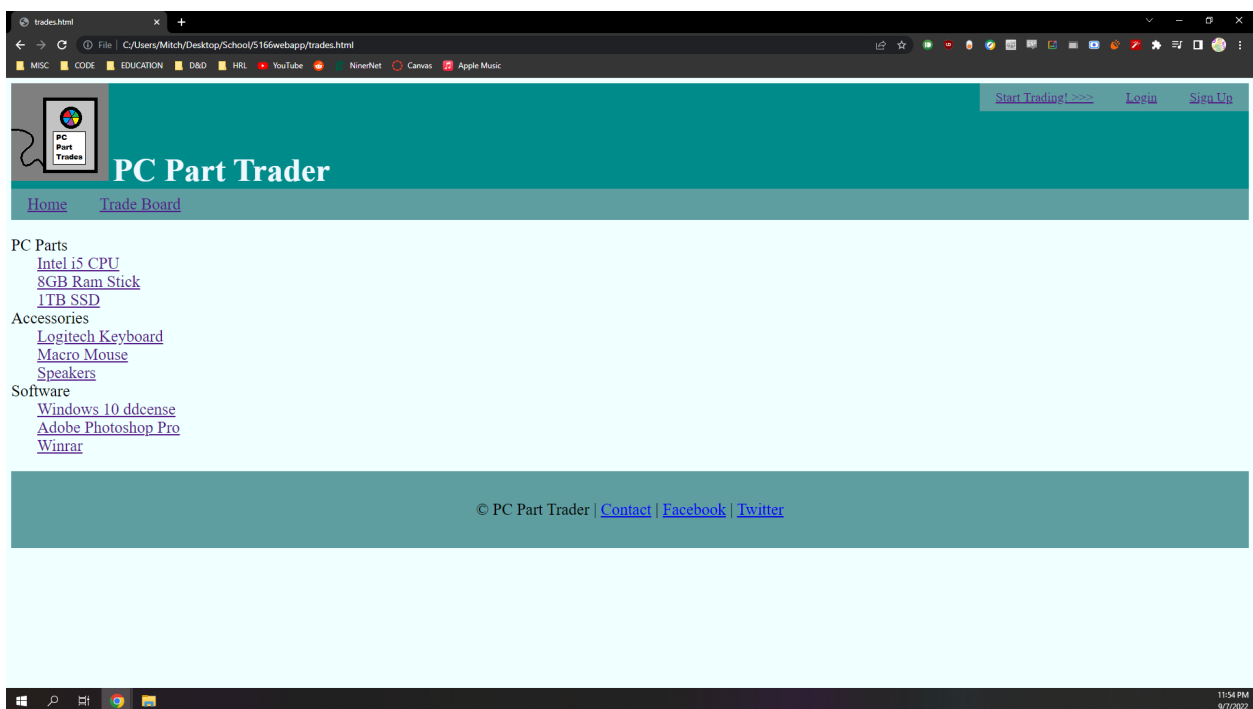 trades.html
File | C:/Users/Mitch/Desktop/School/5166webapp/trades.html
MISC CODE EDUCATION D&D HRL YouTube NinerNet Canvas Apple Music
Start Trading! >>> Login Sign Up
PC
Part
Trades
PC Part Trader
Home Trade Board
PC Parts
Intel i5 CPU
8GB Ram Stick
1TB SSD
Accessories
Logitech Keyboard
Macro Mouse
Speakers
Software
Windows 10 ddcense
Adobe Photoshop Pro
Winrar
© PC Part Trader | Contact | Facebook | Twitter
11:54 PM
9/7/2022